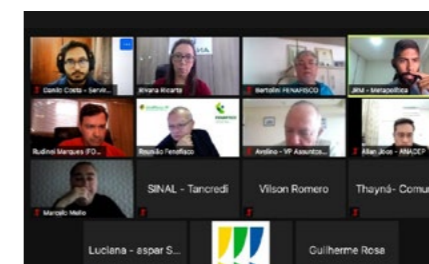 Danilo Costa - Servir...
Rivana Ricarte
Bertolini FENAFISCO
JRM - Metapolítica
Rudinei Marques (FO...
Reunião Fenafisco
Avelino - VP Assuntos...
Allan Joos - ANADEP
Marcelo Mello
SINAL - Tancredi
Vilson Romero
Thayná- Comu
Luciana - aspar S...
Guilherme Rosa